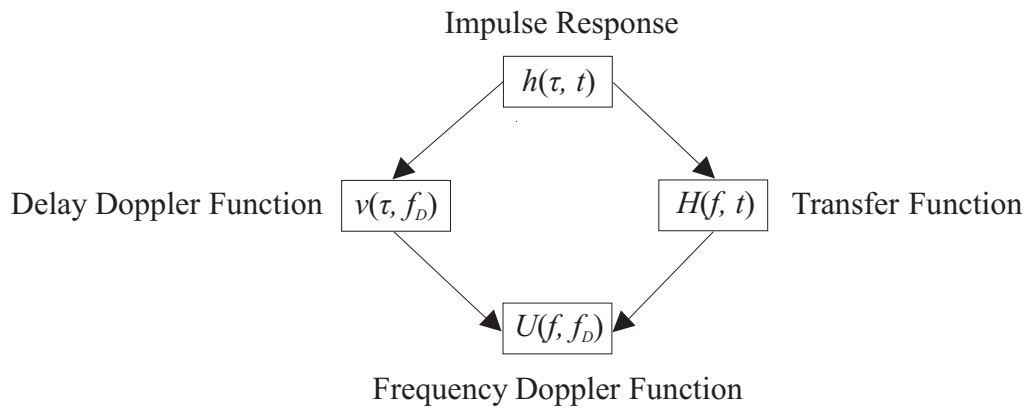 Impulse Response
h(τ, t)
Delay Doppler Function
v(τ, f_D)
H(f, t)
Transfer Function
U(f, f_D)
Frequency Doppler Function